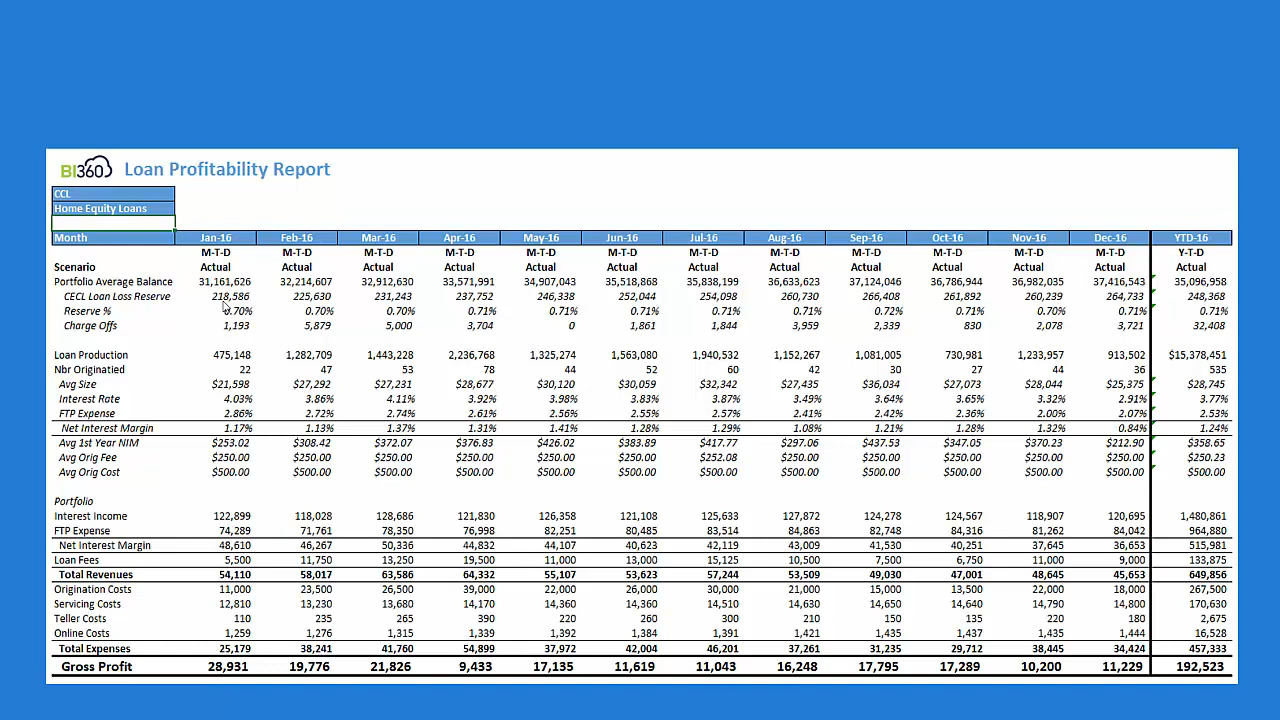 BI360 Loan Profitability Report
CCL
Home Equity Loans
Month Jan-16 Feb-16 Mar-16 Apr-16 May-16 Jun-16 Jul-16 Aug-16 Sep-16 Oct-16 Nov-16 Dec-16 YTD-16
M-T-D M-T-D M-T-D M-T-D M-T-D M-T-D M-T-D M-T-D M-T-D M-T-D M-T-D M-T-D Y-T-D
Scenario Actual Actual Actual Actual Actual Actual Actual Actual Actual Actual Actual Actual Actual
Portfolio Average Balance 31,161,626 32,214,607 32,912,630 33,571,991 34,907,043 35,518,868 35,838,199 36,633,623 37,124,046 36,786,944 36,982,035 37,416,543 35,096,958
CECL Loan Loss Reserve 218,586 225,630 231,243 237,752 246,338 252,044 254,098 260,730 266,408 261,892 260,239 264,733 248,368
Reserve % 0.70% 0.70% 0.70% 0.71% 0.71% 0.71% 0.71% 0.71% 0.72% 0.71% 0.70% 0.71% 0.71%
Charge Offs 1,193 5,879 5,000 3,704 0 1,861 1,844 3,959 2,339 830 2,078 3,721 32,408
Loan Production 475,148 1,282,709 1,443,228 2,236,768 1,325,274 1,563,080 1,940,532 1,152,267 1,081,005 730,981 1,233,957 913,502 $15,378,451
Nbr Originatied 22 47 53 78 44 52 60 42 30 27 44 36 535
Avg Size $21,598 $27,292 $27,231 $28,677 $30,120 $30,059 $32,342 $27,435 $36,034 $27,073 $28,044 $25,375 $28,745
Interest Rate 4.03% 3.86% 4.11% 3.92% 3.98% 3.83% 3.87% 3.49% 3.64% 3.65% 3.32% 2.91% 3.77%
FTP Expense 2.86% 2.72% 2.74% 2.61% 2.56% 2.55% 2.57% 2.41% 2.42% 2.36% 2.00% 2.07% 2.53%
Net Interest Margin 1.17% 1.13% 1.37% 1.31% 1.41% 1.28% 1.29% 1.08% 1.21% 1.28% 1.32% 0.84% 1.24%
Avg 1st Year NIM $253.02 $308.42 $372.07 $376.83 $426.02 $383.89 $417.77 $297.06 $437.53 $347.05 $370.23 $212.90 $358.65
Avg Orig Fee $250.00 $250.00 $250.00 $250.00 $250.00 $250.00 $252.08 $250.00 $250.00 $250.00 $250.00 $250.00 $250.23
Avg Orig Cost $500.00 $500.00 $500.00 $500.00 $500.00 $500.00 $500.00 $500.00 $500.00 $500.00 $500.00 $500.00 $500.00
Portfolio
Interest Income 122,899 118,028 128,686 121,830 126,358 121,108 125,633 127,872 124,278 124,567 118,907 120,695 1,480,861
FTP Expense 74,289 71,761 78,350 76,998 82,251 80,485 83,514 84,863 82,748 84,316 81,262 84,042 964,880
Net Interest Margin 48,610 46,267 50,336 44,832 44,107 40,623 42,119 43,009 41,530 40,251 37,645 36,653 515,981
Loan Fees 5,500 11,750 13,250 19,500 11,000 13,000 15,125 10,500 7,500 6,750 11,000 9,000 133,875
Total Revenues 54,110 58,017 63,586 64,332 55,107 53,623 57,244 53,509 49,030 47,001 48,645 45,653 649,856
Origination Costs 11,000 23,500 26,500 39,000 22,000 26,000 30,000 21,000 15,000 13,500 22,000 18,000 267,500
Servicing Costs 12,810 13,230 13,680 14,170 14,360 14,360 14,510 14,630 14,650 14,640 14,790 14,800 170,630
Teller Costs 110 235 265 390 220 260 300 210 150 135 220 180 2,675
Online Costs 1,259 1,276 1,315 1,339 1,392 1,384 1,391 1,421 1,435 1,437 1,435 1,444 16,528
Total Expenses 25,179 38,241 41,760 54,899 37,972 42,004 46,201 37,261 31,235 29,712 38,445 34,424 457,333
Gross Profit 28,931 19,776 21,826 9,433 17,135 11,619 11,043 16,248 17,795 17,289 10,200 11,229 192,523